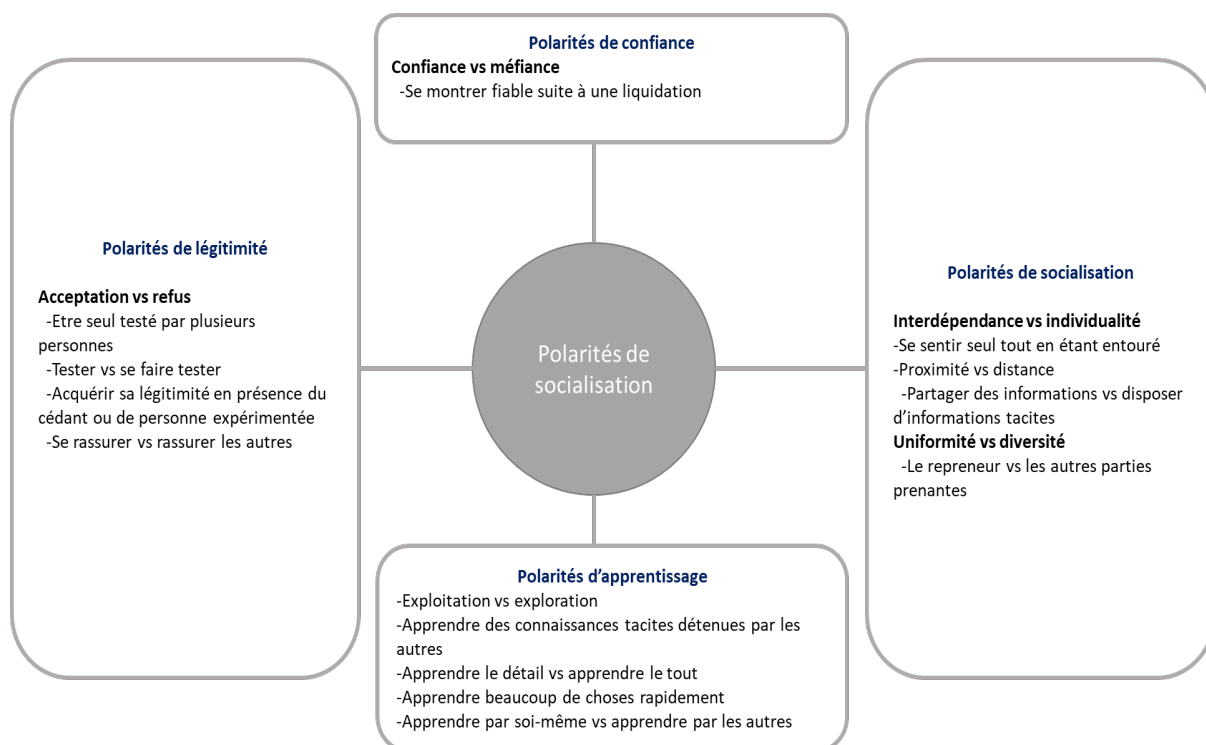 Polarités de confiance
Confiance vs méfiance
-Se montrer fiable suite à une liquidation
Polarités de légitimité
Acceptation vs refus
-Etre seul testé par plusieurs
personnes
-Tester vs se faire tester
-Acquérir sa légitimité en présence du
cédant ou de personne expérimentée
-Se rassurer vs rassurer les autres
Polarités de
socialisation
Polarités de socialisation
Interdépendance vs individualité
-Se sentir seul tout en étant entouré
-Proximité vs distance
-Partager des informations vs disposer
d’informations tacites
Uniformité vs diversité
-Le repreneur vs les autres parties
prenantes
Polarités d’apprentissage
-Exploitation vs exploration
-Apprendre des connaissances tacites détenues par les
autres
-Apprendre le détail vs apprendre le tout
-Apprendre beaucoup de choses rapidement
-Apprendre par soi-même vs apprendre par les autres